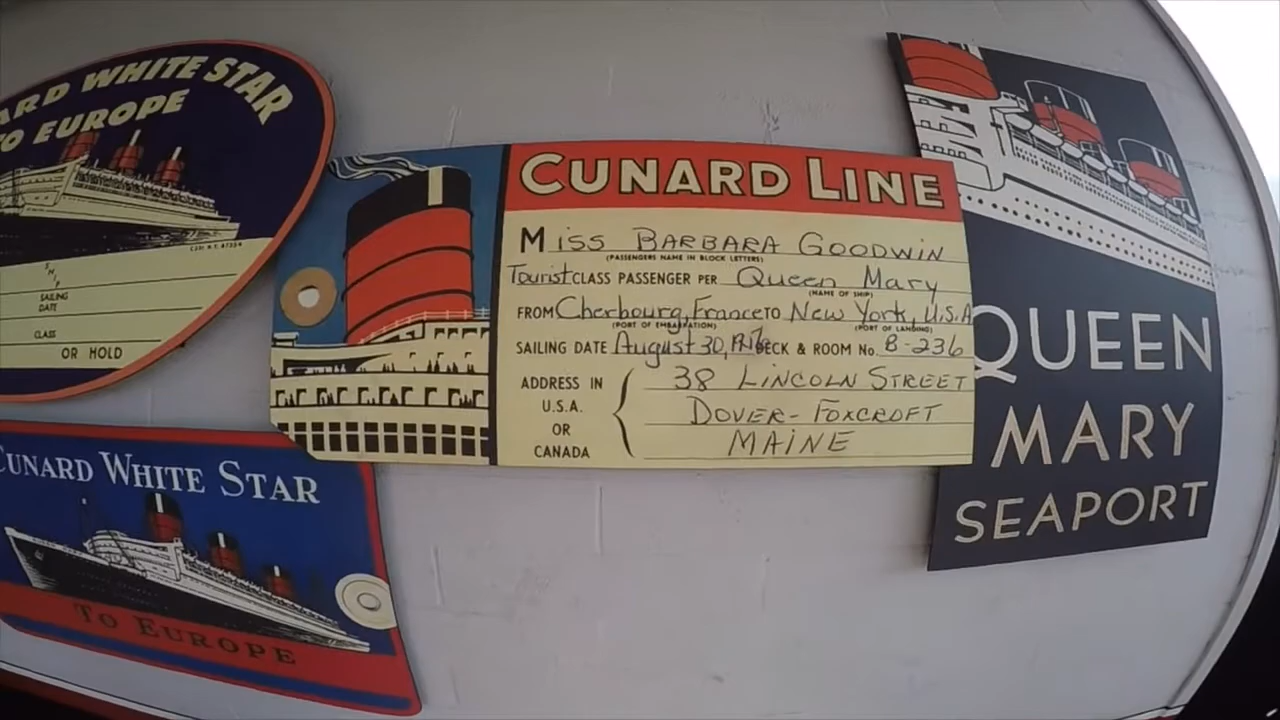 ARD WHITE STAR
TO EUROPE
SHIP
SAILING
DATE
CLASS
OR HOLD
CUNARD WHITE STAR
TO EUROPE
CUNARD LINE
MISS BARBARA GOODWIN
(PASSENGERS NAME IN BLOCK LETTERS)
Tourist CLASS PASSENGER PER Queen Mary
(NAME OF SHIP)
FROM Cherbourg, France TO New York, U.S.A
(PORT OF EMBARKATION) (PORT OF LANDING)
SAILING DATE August 30, DECK & ROOM No. B-236
ADDRESS IN
U.S.A.
OR
CANADA
38 LINCOLN STREET
DOVER-FOXCROFT
MAINE
QUEEN
MARY
SEAPORT